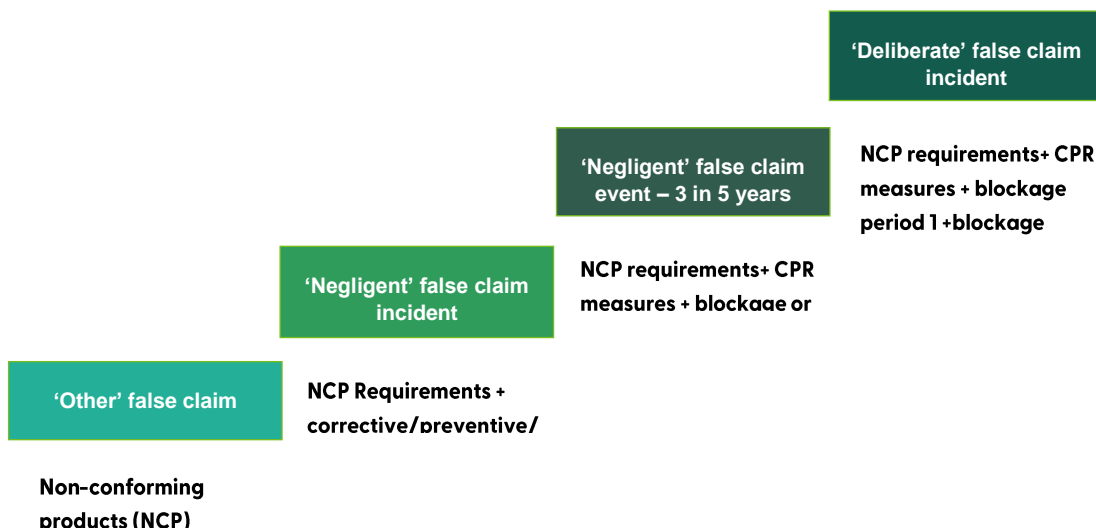 ‘Deliberate’ false claim
incident
NCP requirements+ CPR
measures + blockage
period 1 +blockage
‘Negligent’ false claim
event – 3 in 5 years
NCP requirements+ CPR
measures + blockage or
‘Negligent’ false claim
incident
NCP Requirements +
corrective/preventive/
‘Other’ false claim
Non-conforming
products (NCP)